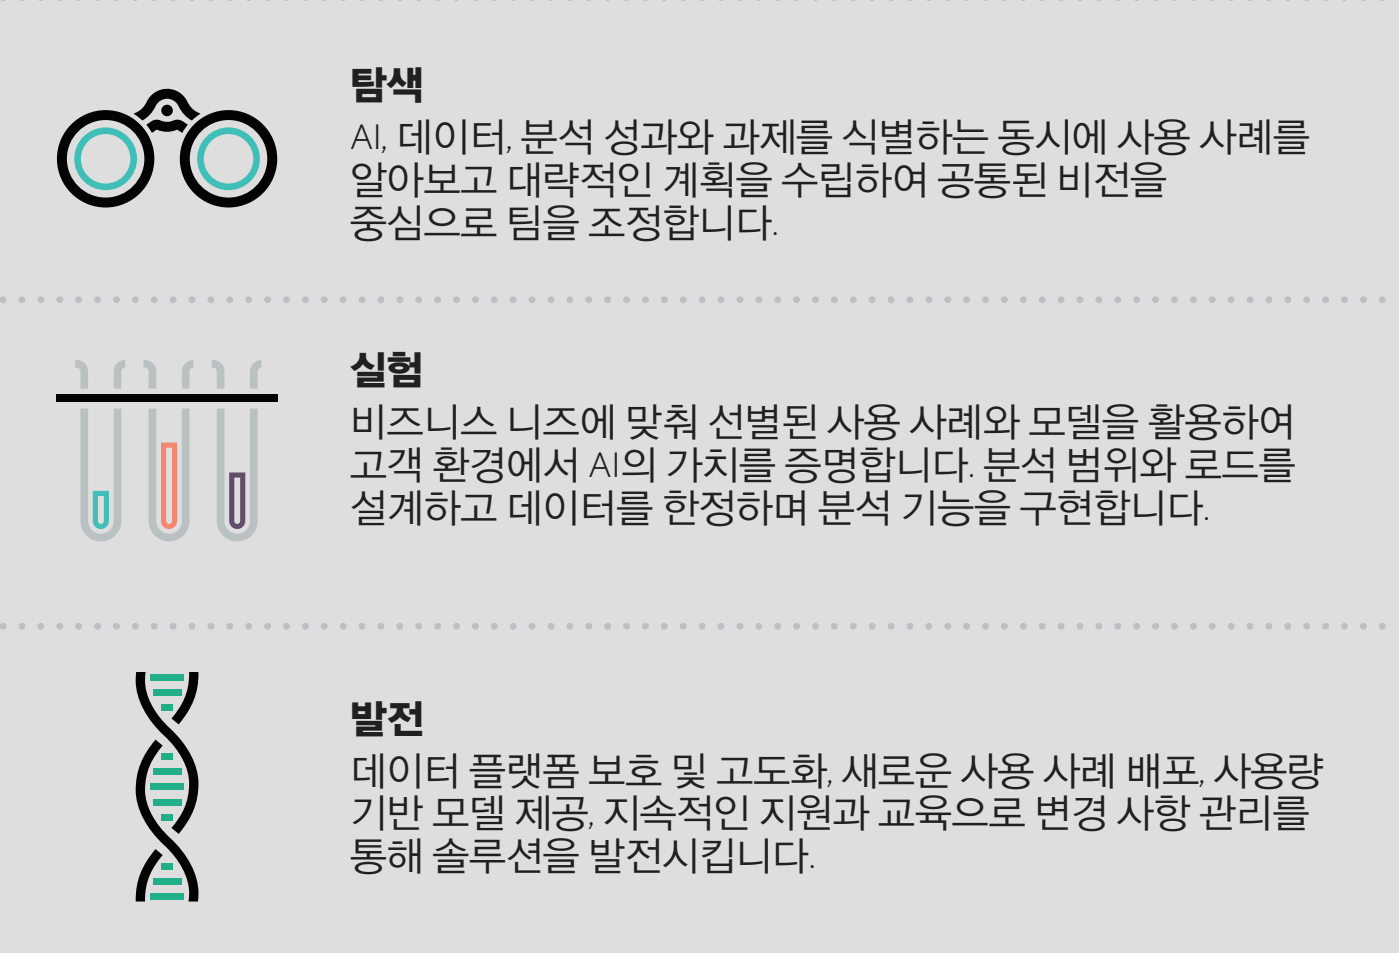 탐색
AI, 데이터, 분석 성과와 과제를 식별하는 동시에 사용 사례를
알아보고 대략적인 계획을 수립하여 공통된 비전을
중심으로 팀을 조정합니다.
실험
비즈니스 니즈에 맞춰 선별된 사용 사례와 모델을 활용하여
고객 환경에서 AI의 가치를 증명합니다. 분석 범위와 로드를
설계하고 데이터를 한정하며 분석 기능을 구현합니다.
발전
데이터 플랫폼 보호 및 고도화, 새로운 사용 사례 배포, 사용량
기반 모델 제공, 지속적인 지원과 교육으로 변경 사항 관리를
통해 솔루션을 발전시킵니다.